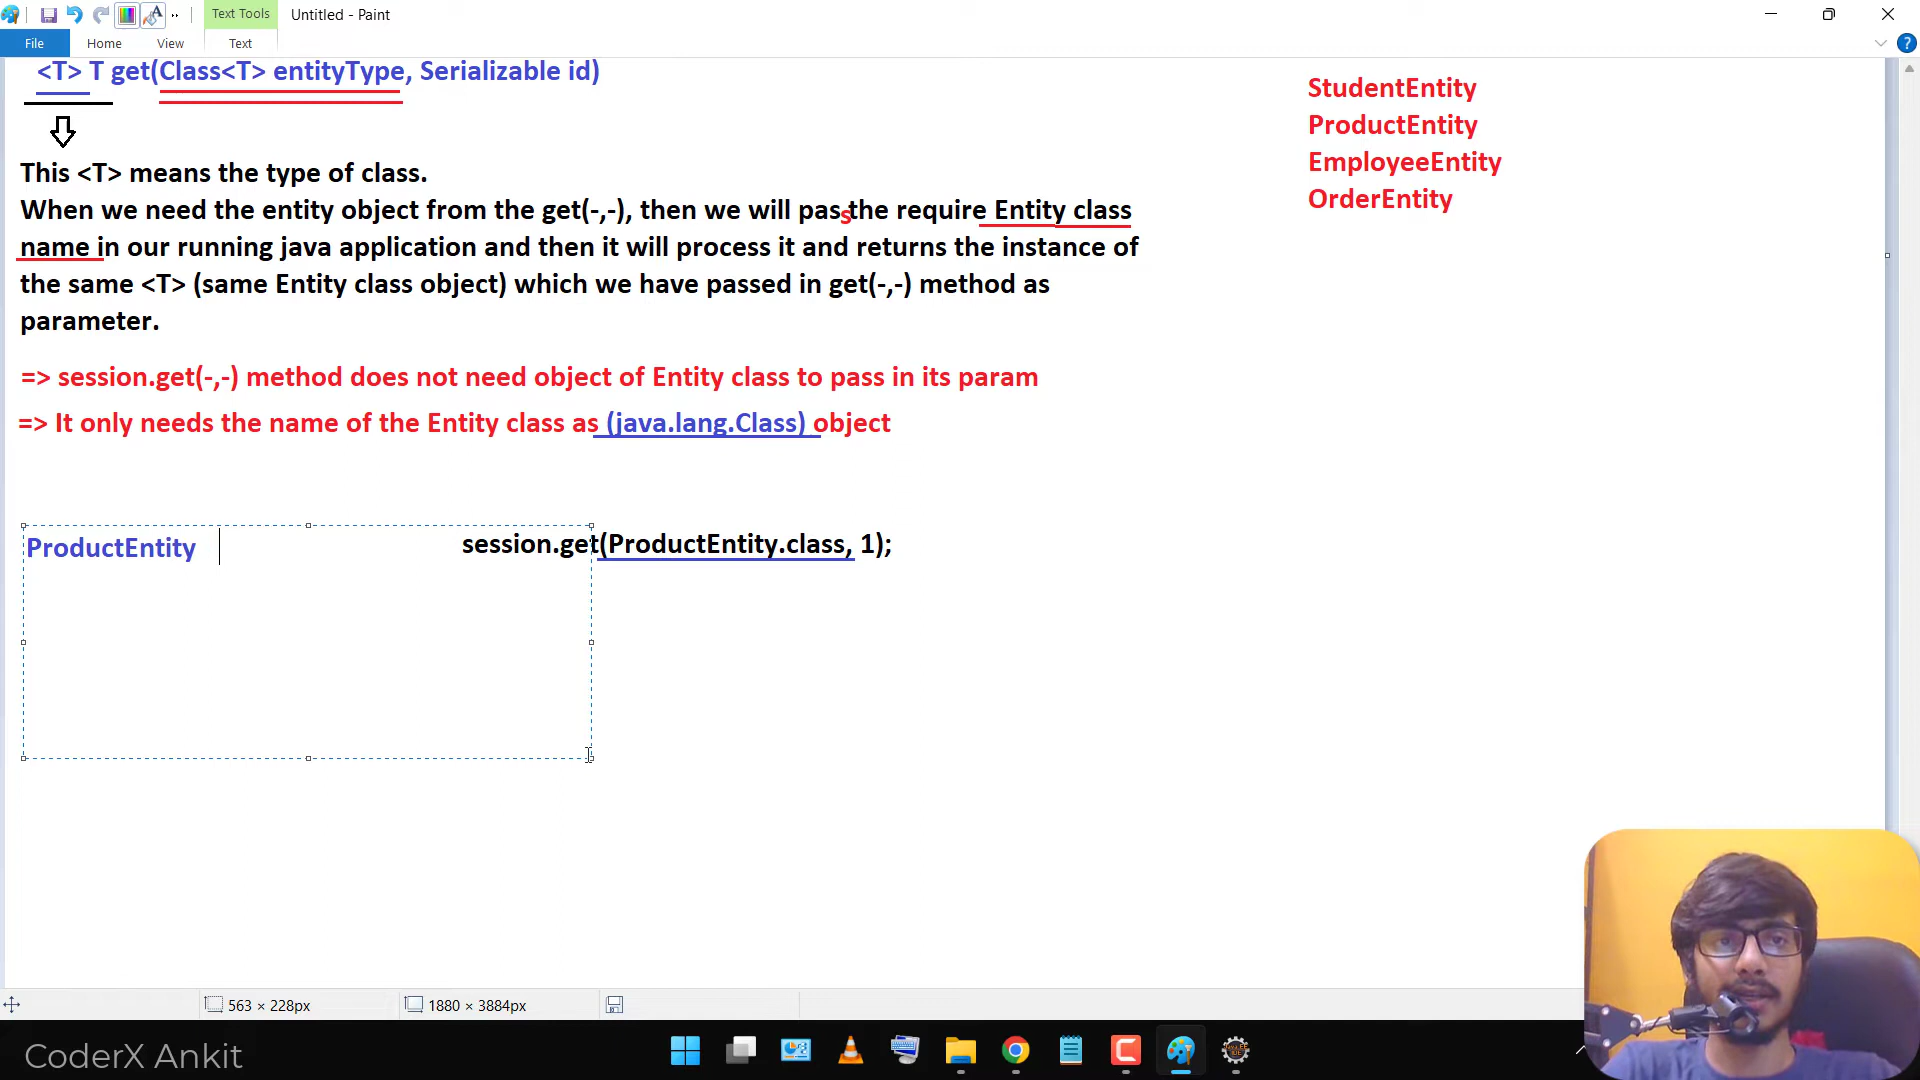 Text Tools
Untitled - Paint
File
Home
View
Text
<T> T get(Class<T> entityType, Serializable id)
This <T> means the type of class.
When we need the entity object from the get(-,-), then we will pass the require Entity class
name in our running java application and then it will process it and returns the instance of
the same <T> (same Entity class object) which we have passed in get(-,-) method as
parameter.
=> session.get(-,-) method does not need object of Entity class to pass in its param
=> It only needs the name of the Entity class as (java.lang.Class) object
ProductEntity session.get(ProductEntity.class, 1);
StudentEntity
ProductEntity
EmployeeEntity
OrderEntity
563 × 228px
1880 × 3884px
CoderX Ankit